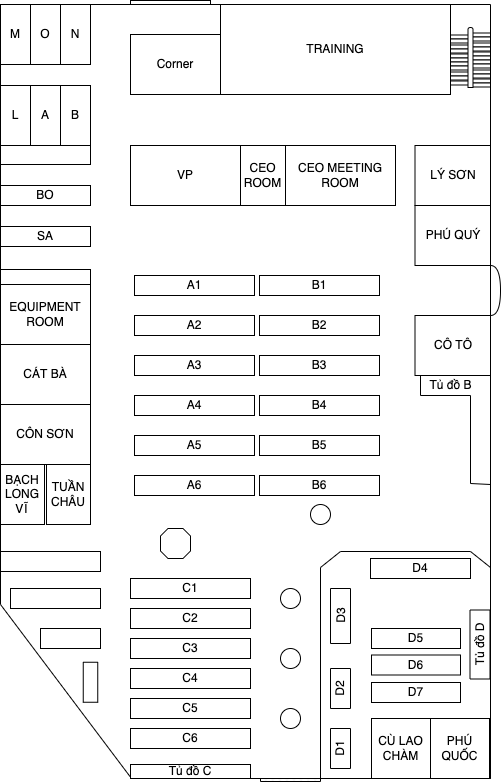 M O N
TRAINING
Corner
L A B
VP
CEO
ROOM
CEO MEETING
ROOM
LÝ SƠN
BO
SA
PHÚ QUÝ
A1 B1
EQUIPMENT
ROOM
A2 B2
CÔ TÔ
A3 B3
CÁT BÀ
Tủ đồ B
A4 B4
CÔN SƠN
A5 B5
BẠCH
LONG
VĨ
TUẦN
CHÂU
A6 B6
D4
C1
D3
C2
D5
Tủ đồ D
C3
D6
C4
D2
D7
C5
C6
D1
CÙ LAO
CHÀM
PHÚ
QUỐC
Tủ đồ C